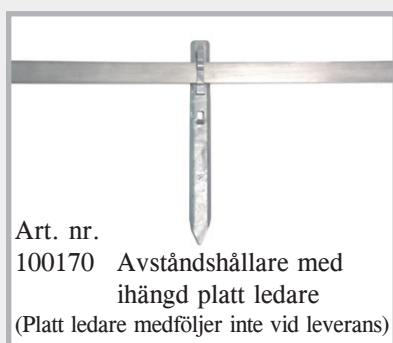 Art. nr.
100170 Avståndshållare med
ihängd platt ledare
(Platt ledare medföljer inte vid leverans)